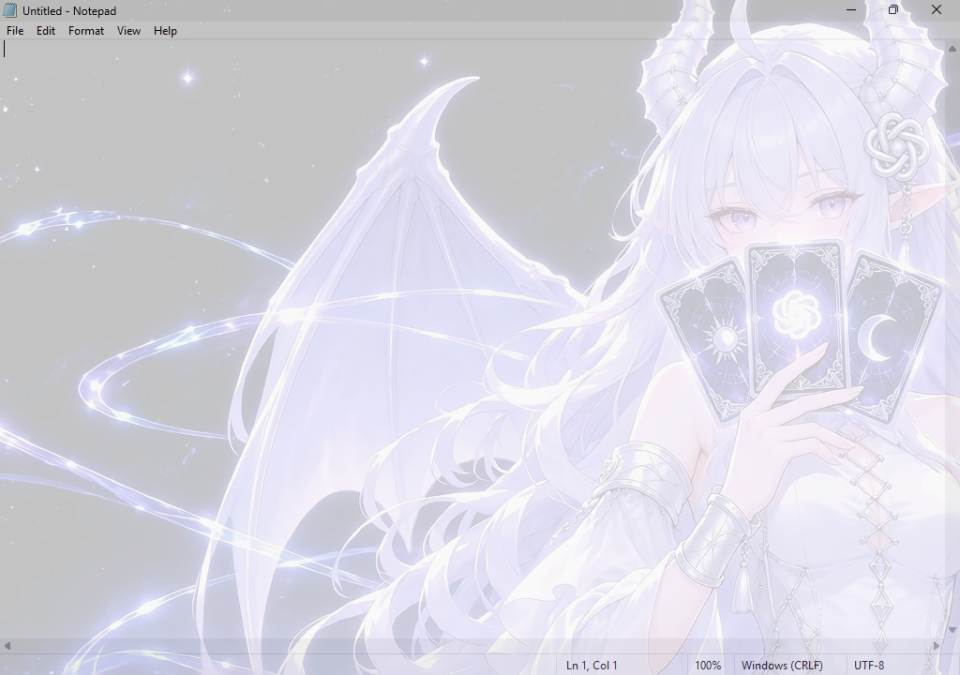 Untitled - Notepad
File Edit Format View Help
Ln 1, Col 1 100% Windows (CRLF) UTF-8